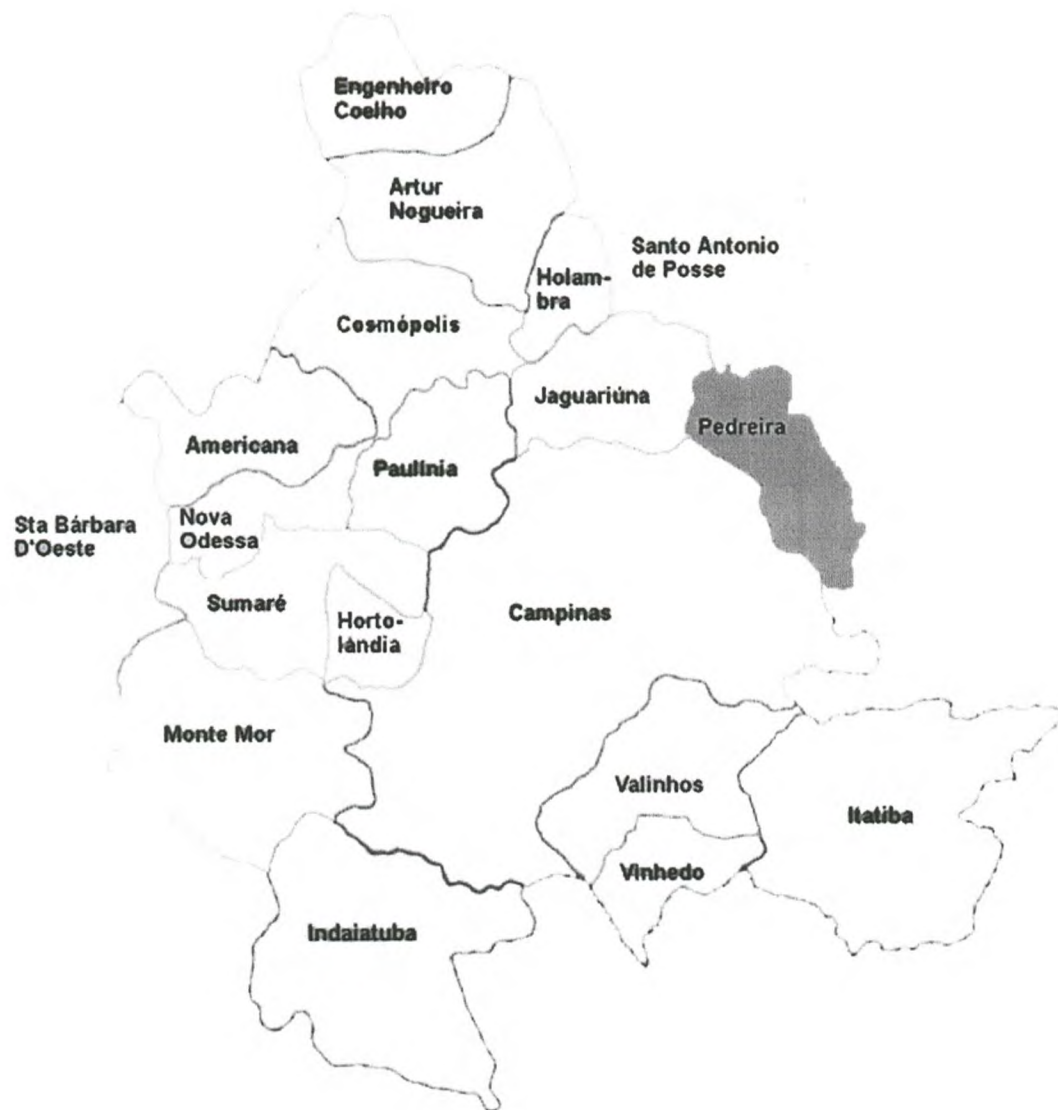 Engenheiro
Coelho
Artur
Nogueira
Santo Antonio
de Posse
Holam-
bra
Cosmópolis
Jaguariúna
Pedreira
Americana
Paulínia
Sta Bárbara
D'Oeste
Nova
Odessa
Sumaré
Horto-
lândia
Campinas
Monte Mor
Valinhos
Itatiba
Vinhedo
Indaiatuba